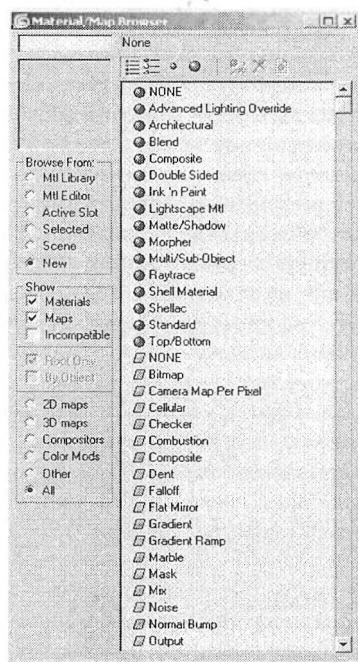 Material/Map Browser
None
Browse From:
Mtl Library
Mtl Editor
Active Slot
Selected
Scene
New
Show
Materials
Maps
Incompatible
Root Only
By Object
2D maps
3D maps
Compositors
Color Mods
Other
All
NONE
Advanced Lighting Override
Architectural
Blend
Composite
Double Sided
Ink 'n Paint
Lightscape Mtl
Matte/Shadow
Morpher
Multi/Sub-Object
Raytrace
Shell Material
Shellac
Standard
Top/Bottom
NONE
Bitmap
Camera Map Per Pixel
Cellular
Checker
Combustion
Composite
Dent
Falloff
Flat Mirror
Gradient
Gradient Ramp
Marble
Mask
Mix
Noise
Normal Bump
Output